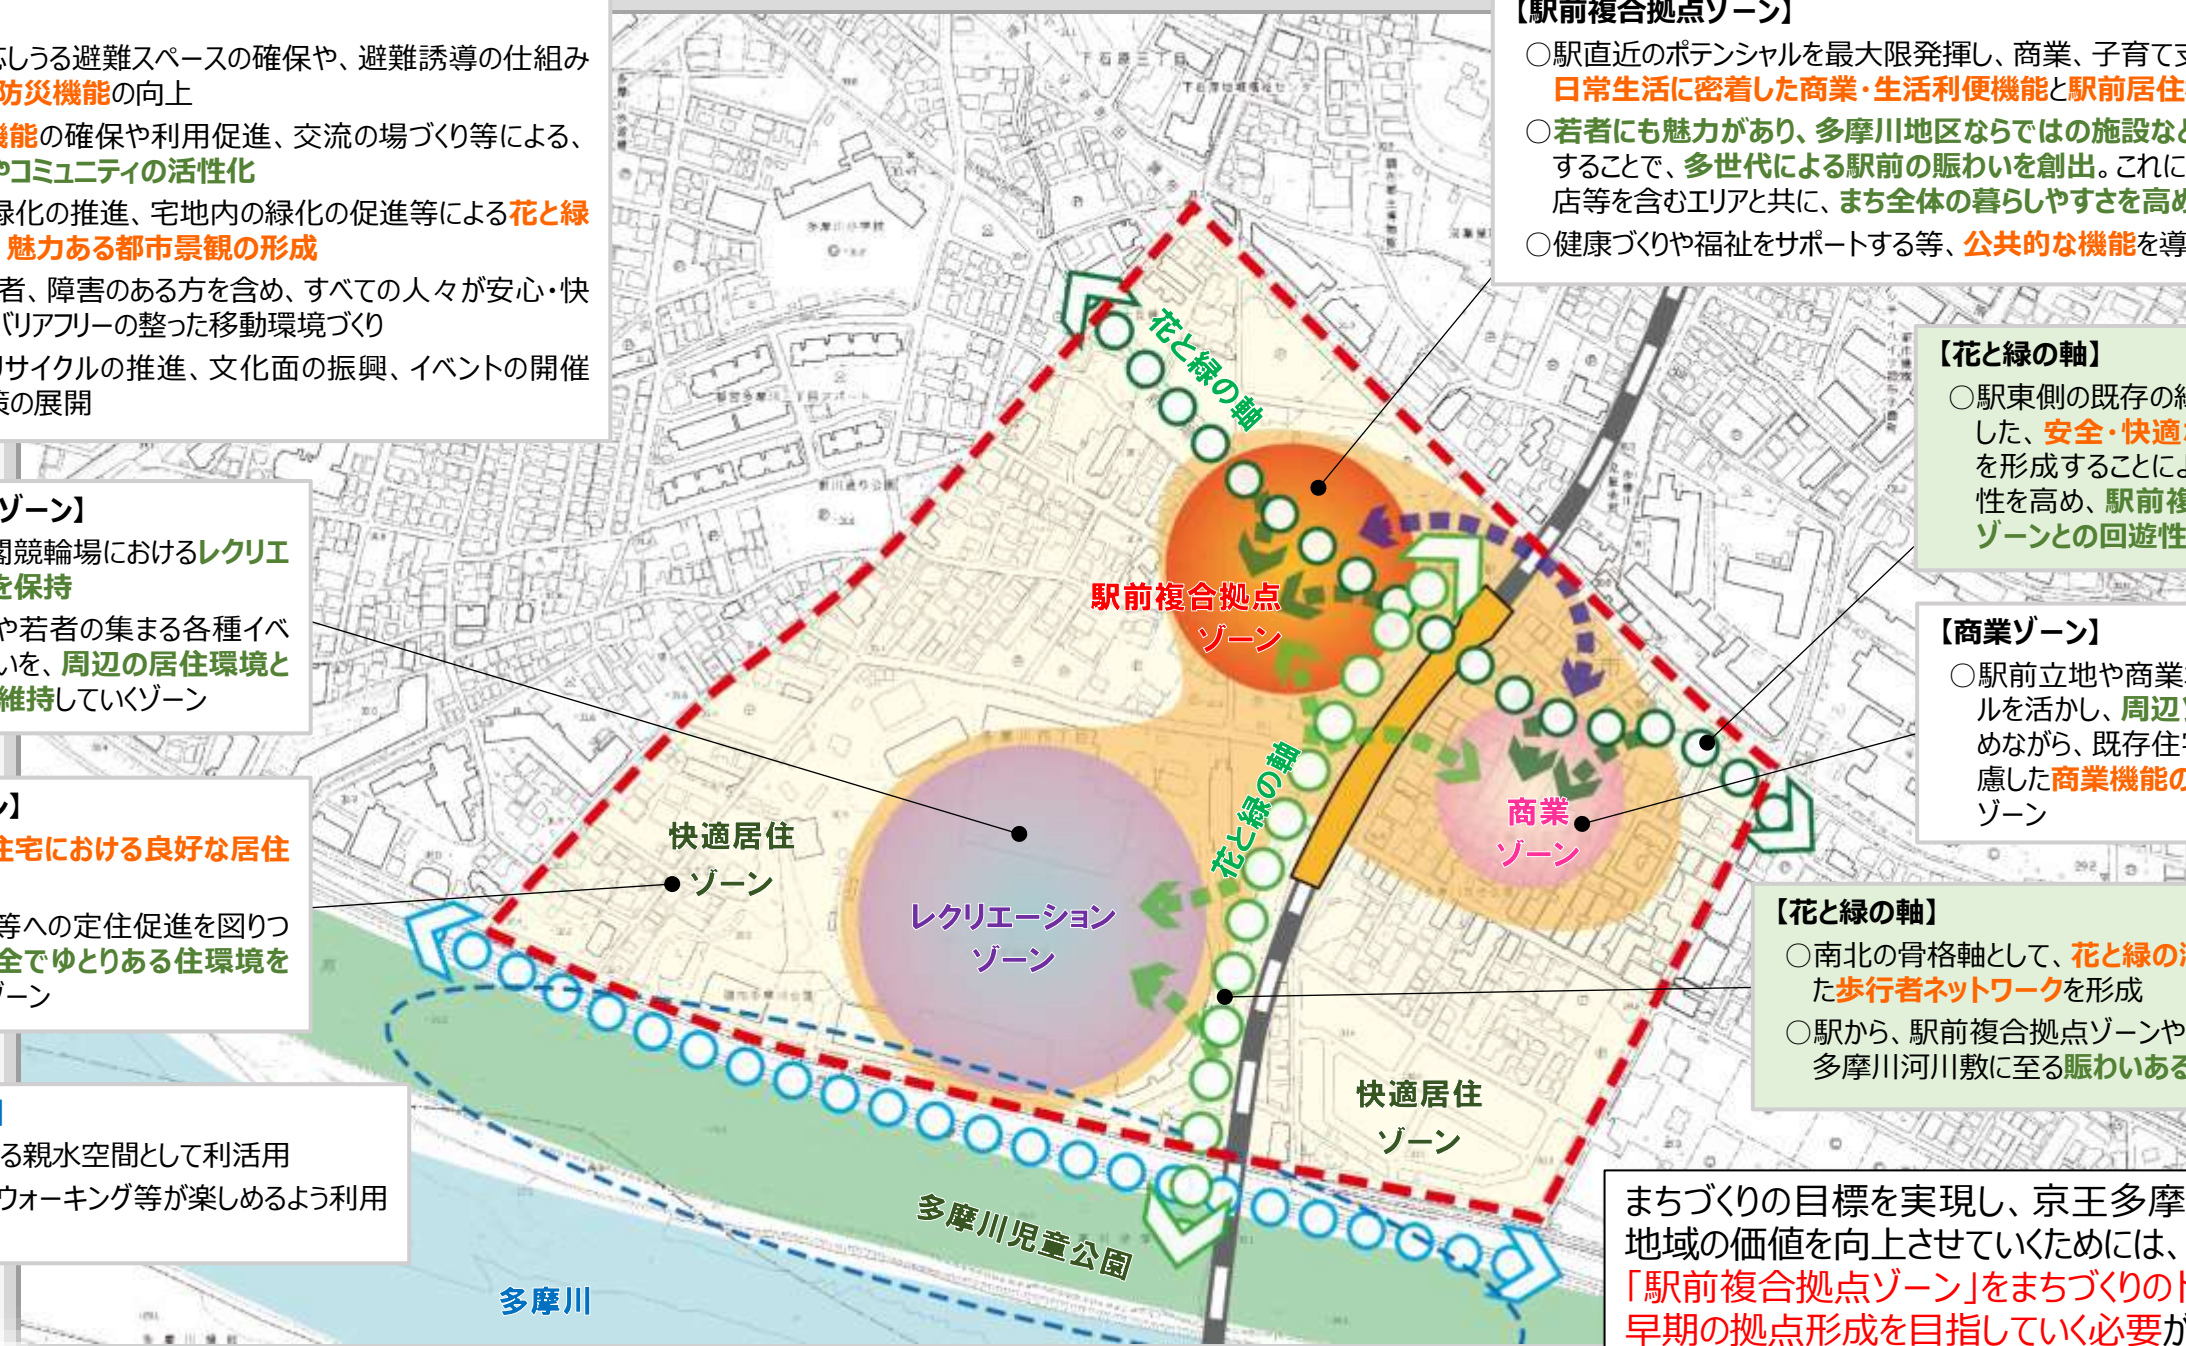 しうる避難スペースの確保や、避難誘導の仕組み
防災機能の向上
機能の確保や利用促進、交流の場づくり等による、
やコミュニティの活性化
緑化の推進、宅地内の緑化の促進等による花と緑
魅力ある都市景観の形成
者、障害のある方を含め、すべての人々が安心・快
バリアフリーの整った移動環境づくり
リサイクルの推進、文化面の振興、イベントの開催
策の展開
ゾーン】
閣競輪場におけるレクリエ
を保持
や若者の集まる各種イベ
いを、周辺の居住環境と
維持していくゾーン
ン】
住宅における良好な居住
等への定住促進を図りつ
全でゆとりある住環境を
ゾーン
】
る親水空間として利活用
ウォーキング等が楽しめるよう利用
【駅前複合拠点ゾーン】
○駅直近のポテンシャルを最大限発揮し、商業、子育て支
日常生活に密着した商業・生活利便機能と駅前居住
○若者にも魅力があり、多摩川地区ならではの施設など
することで、多世代による駅前の賑わいを創出。これに
店等を含むエリアと共に、まち全体の暮らしやすさを高め
○健康づくりや福祉をサポートする等、公共的な機能を導
【花と緑の軸】
○駅東側の既存の緑
した、安全・快適な
を形成することによ
性を高め、駅前複
ゾーンとの回遊性
【商業ゾーン】
○駅前立地や商業
ルを活かし、周辺
めながら、既存住宅
慮した商業機能の
ゾーン
【花と緑の軸】
○南北の骨格軸として、花と緑の
た歩行者ネットワークを形成
○駅から、駅前複合拠点ゾーンや
多摩川河川敷に至る賑わいある
まちづくりの目標を実現し、京王多摩
地域の価値を向上させていくためには、
「駅前複合拠点ゾーン」をまちづくりの
早期の拠点形成を目指していく必要が
下石原三丁目
多摩川小学校
花と緑の軸
駅前複合拠点
ゾーン
多摩川四丁目
花と緑の軸
商業
ゾーン
快適居住
ゾーン
レクリエーション
ゾーン
快適居住
ゾーン
多摩川児童公園
多摩川